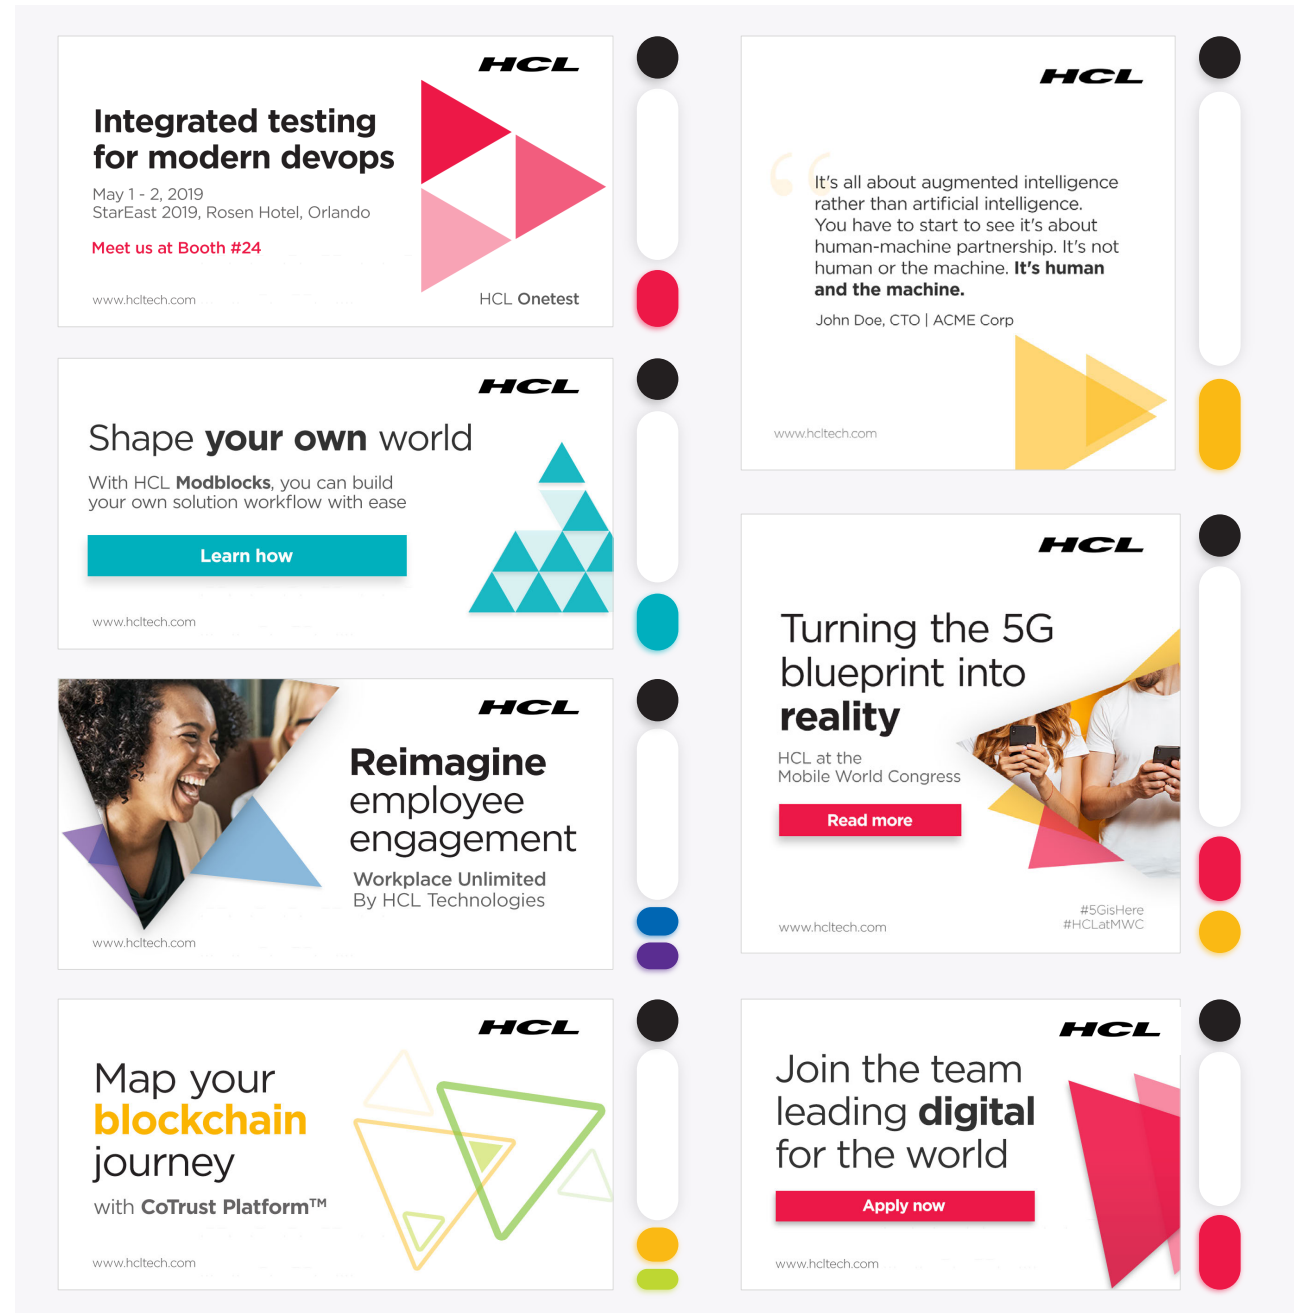 HCL
Integrated testing
for modern devops
May 1 - 2, 2019
StarEast 2019, Rosen Hotel, Orlando
Meet us at Booth #24
www.hcltech.com
HCL Onetest
HCL
Shape your own world
With HCL Modblocks, you can build
your own solution workflow with ease
Learn how
www.hcltech.com
HCL
Reimagine
employee
engagement
Workplace Unlimited
By HCL Technologies
www.hcltech.com
HCL
Map your
blockchain
journey
with CoTrust Platform™
www.hcltech.com
HCL
“
It's all about augmented intelligence
rather than artificial intelligence.
You have to start to see it's about
human-machine partnership. It's not
human or the machine. It's human
and the machine.
John Doe, CTO | ACME Corp
www.hcltech.com
HCL
Turning the 5G
blueprint into
reality
HCL at the
Mobile World Congress
Read more
#5GisHere
#HCLatMWC
www.hcltech.com
HCL
Join the team
leading digital
for the world
Apply now
www.hcltech.com